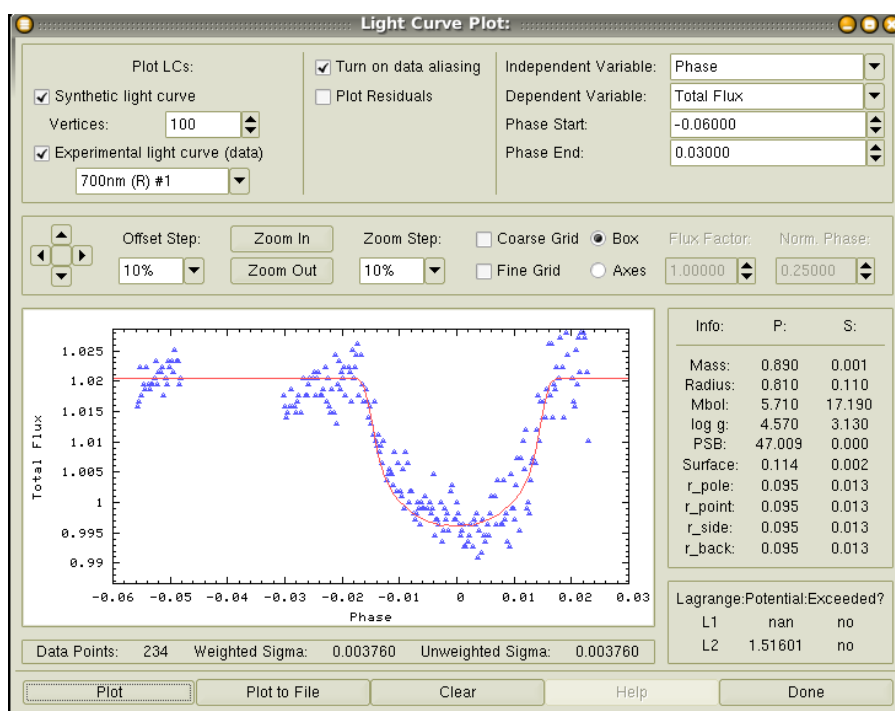 Light Curve Plot:
Plot LCs:
Synthetic light curve
Vertices: 100
Experimental light curve (data)
700nm (R) #1
Turn on data aliasing
Plot Residuals
Independent Variable: Phase
Dependent Variable: Total Flux
Phase Start: -0.06000
Phase End: 0.03000
Offset Step: Zoom In Zoom Step: Coarse Grid Box Flux Factor: Norm. Phase:
10% Zoom Out 10% Fine Grid Axes 1.00000 0.25000
Total Flux
1.025
1.02
1.015
1.01
1.005
1
0.995
0.99
-0.06 -0.05 -0.04 -0.03 -0.02 -0.01 0 0.01 0.02 0.03
Phase
Info: P: S:
Mass: 0.890 0.001
Radius: 0.810 0.110
Mbol: 5.710 17.190
log g: 4.570 3.130
PSB: 47.009 0.000
Surface: 0.114 0.002
r_pole: 0.095 0.013
r_point: 0.095 0.013
r_side: 0.095 0.013
r_back: 0.095 0.013
Lagrange:Potential:Exceeded?
L1 nan no
L2 1.51601 no
Data Points: 234 Weighted Sigma: 0.003760 Unweighted Sigma: 0.003760
Plot Plot to File Clear Help Done